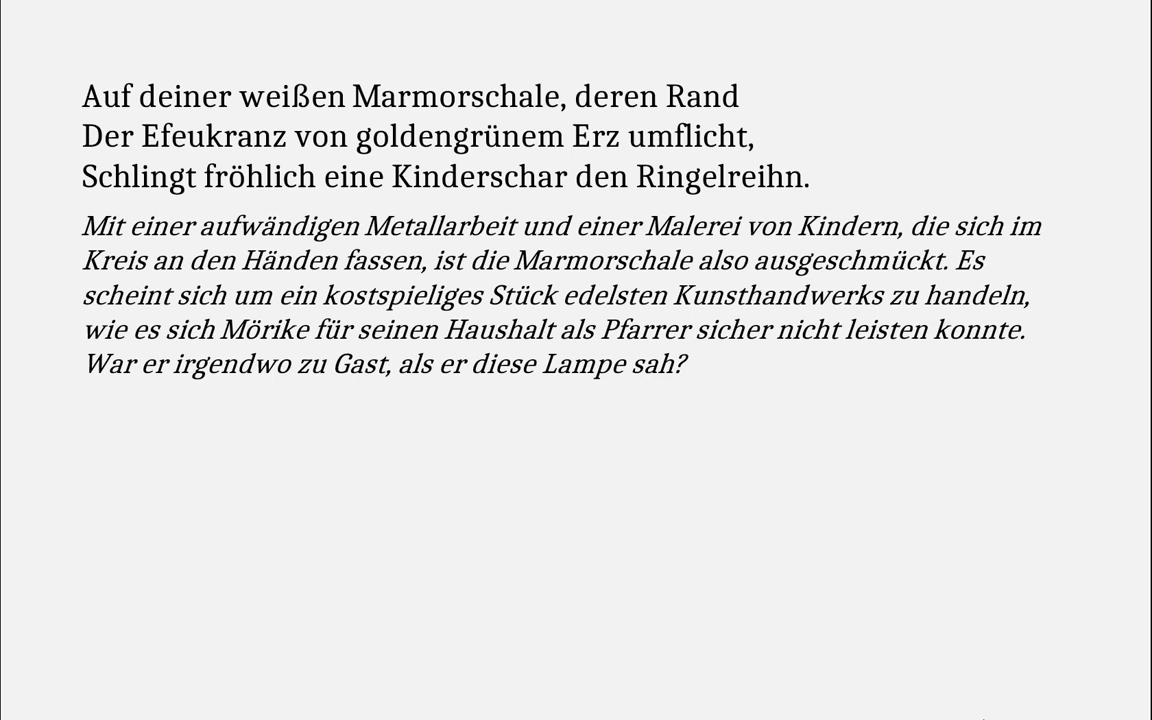 Auf deiner weißen Marmorschale, deren Rand
Der Efeukranz von goldengrünem Erz umflicht,
Schlingt fröhlich eine Kinderschar den Ringelreihn.
Mit einer aufwändigen Metallarbeit und einer Malerei von Kindern, die sich im
Kreis an den Händen fassen, ist die Marmorschale also ausgeschmückt. Es
scheint sich um ein kostspieliges Stück edelsten Kunsthandwerks zu handeln,
wie es sich Mörike für seinen Haushalt als Pfarrer sicher nicht leisten konnte.
War er irgendwo zu Gast, als er diese Lampe sah?